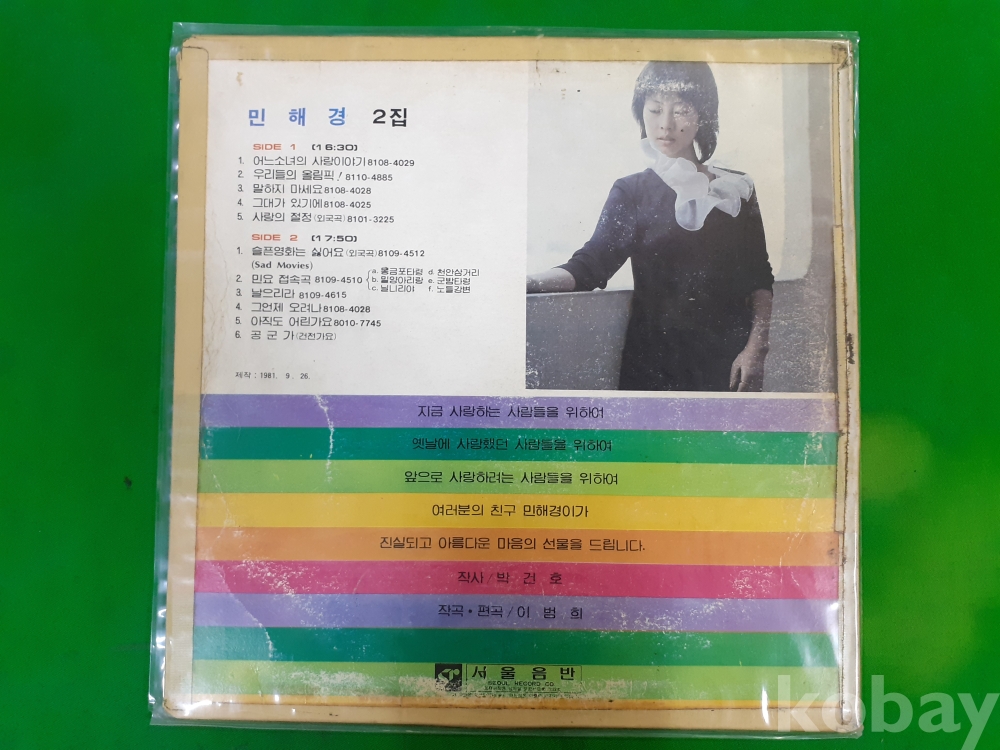 민 해 경 2집
SIDE 1 (16:30)
1. 어느소녀의 사랑이야기 8108-4029
2. 우리들의 올림픽! 8110-4885
3. 말하지 마세요 8108-4028
4. 그대가 있기에 8108-4025
5. 사랑의 절정 (외국곡) 8101-3225
SIDE 2 (17:50)
1. 슬픈영화는 싫어요 (외국곡) 8109-4512
(Sad Movies)
2. 민요 접속곡 8109-4510
a. 몽금포타령 d. 천안삼거리
b. 밀양아리랑 e. 군밤타령
c. 닐니리야 f. 노들강변
3. 날으리라 8109-4615
4. 그언제 오려나 8108-4028
5. 아직도 어린가요 8010-7745
6. 공 군 가 (건전가요)
제작 : 1981. 9. 26.
지금 사랑하는 사람들을 위하여
옛날에 사랑했던 사람들을 위하여
앞으로 사랑하려는 사람들을 위하여
여러분의 친구 민해경이가
진실되고 아름다운 마음의 선물을 드립니다.
작사 / 박 건 호
작곡 • 편곡 / 이 범 희
서울음반
SEOUL RECORD CO.
kobay